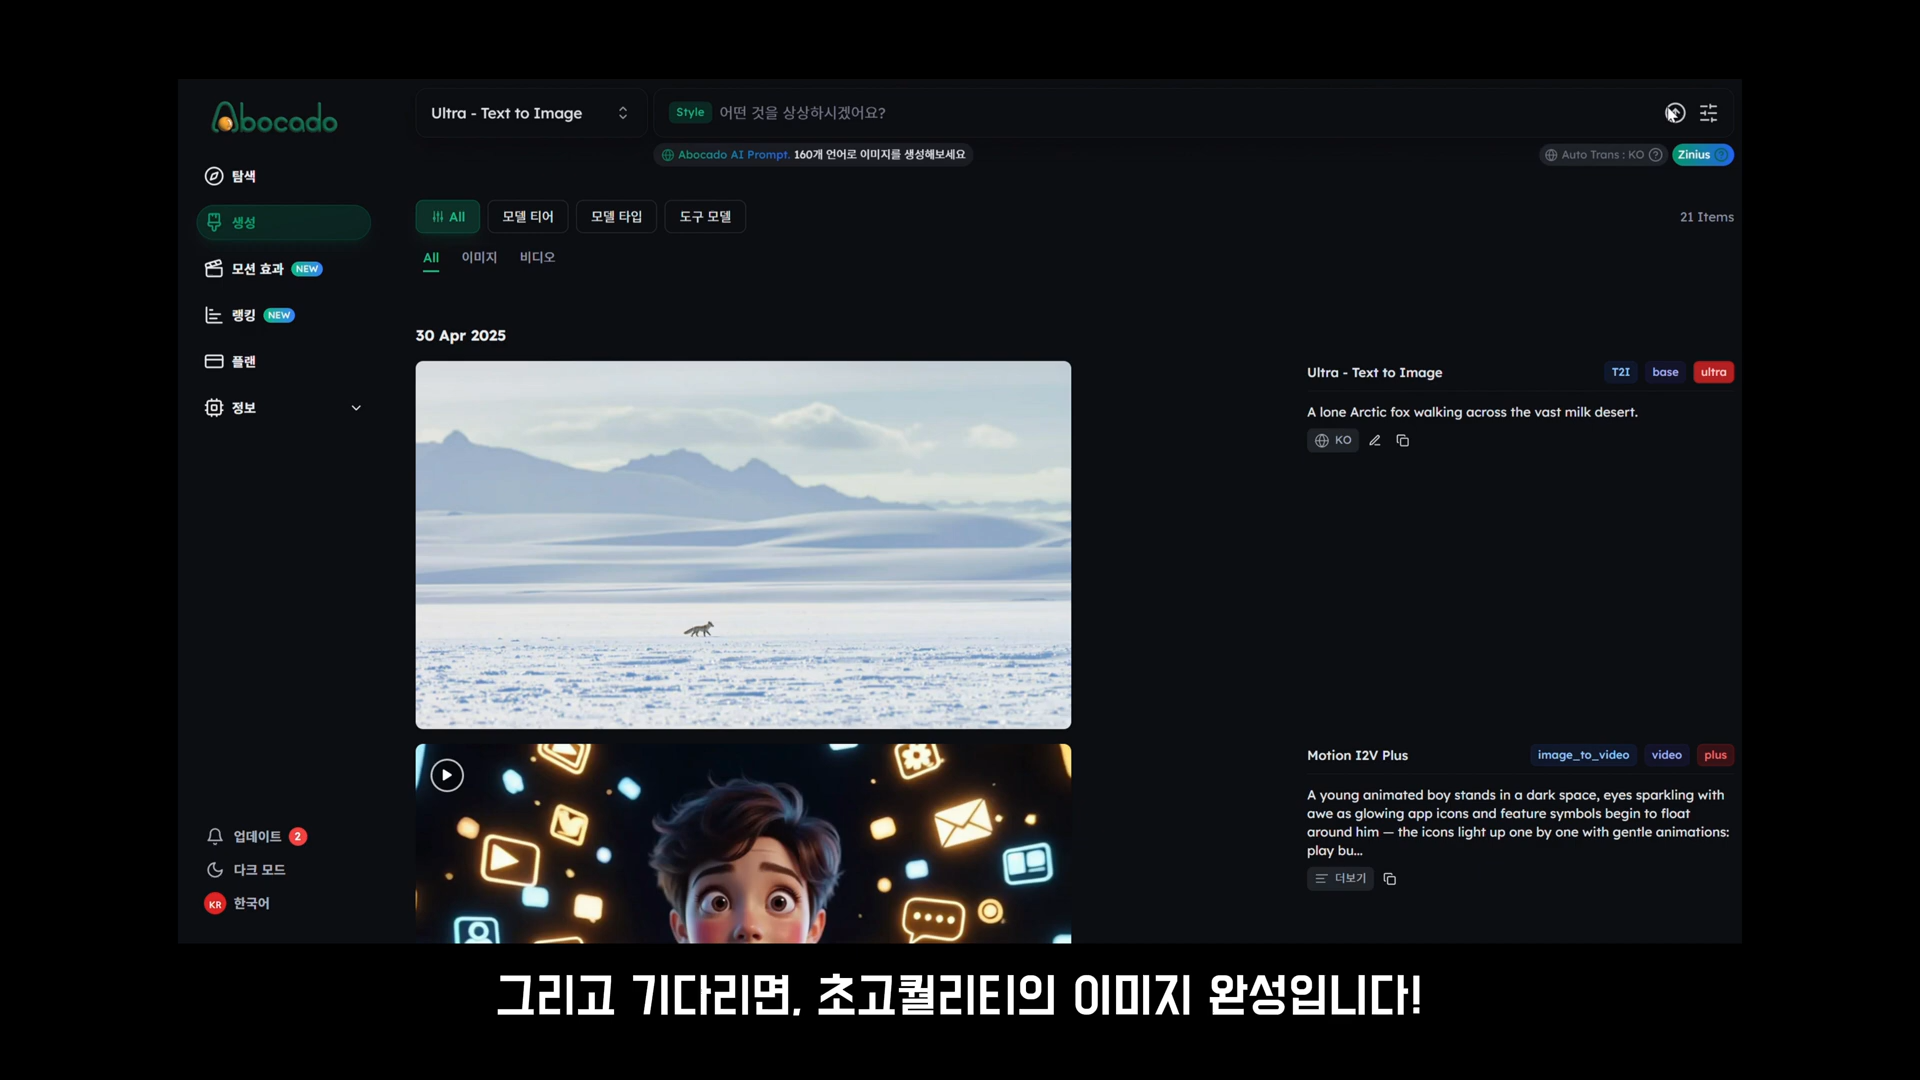 Abocado
Ultra - Text to Image
Style 어떤 것을 상상하시겠어요?
Abocado AI Prompt. 160개 언어로 이미지를 생성해보세요
Auto Trans : KO
Zinius
탐색
생성
모션 효과 NEW
랭킹 NEW
플랜
정보
All 모델 티어 모델 타입 도구 모델
21 Items
All 이미지 비디오
30 Apr 2025
Ultra - Text to Image T2I base ultra
A lone Arctic fox walking across the vast milk desert.
KO
Motion I2V Plus image_to_video video plus
A young animated boy stands in a dark space, eyes sparkling with
awe as glowing app icons and feature symbols begin to float
around him — the icons light up one by one with gentle animations:
play bu...
더보기
업데이트 2
다크 모드
KR 한국어
그리고 기다리면, 초고퀄리티의 이미지 완성입니다!